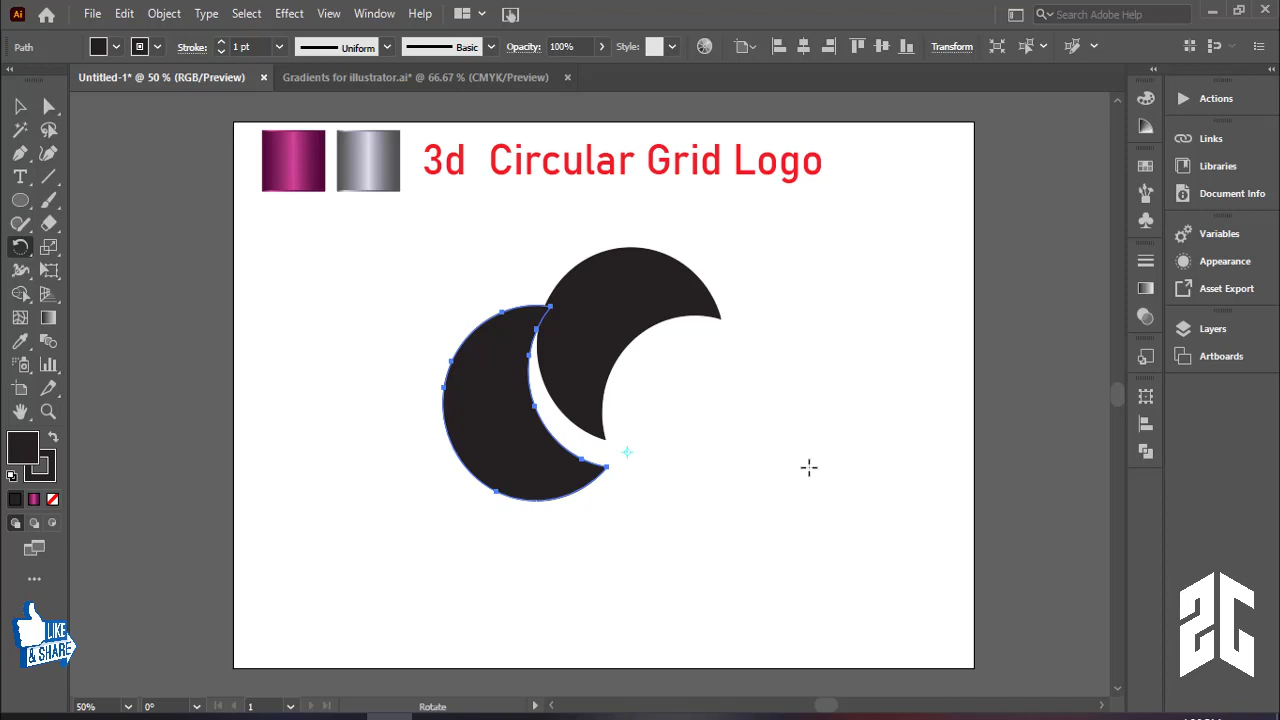 Ai File Edit Object Type Select Effect View Window Help Search Adobe Help
Path Stroke: 1 pt Uniform Basic Opacity: 100% Style: Transform
Untitled-1* @ 50 % (RGB/Preview) × Gradients for illustrator.ai* @ 66.67 % (CMYK/Preview) ×
3d Circular Grid Logo
Actions
Links
Libraries
Document Info
Variables
Appearance
Asset Export
Layers
Artboards
LIKE
& SHARE
50% 0° 1 Rotate